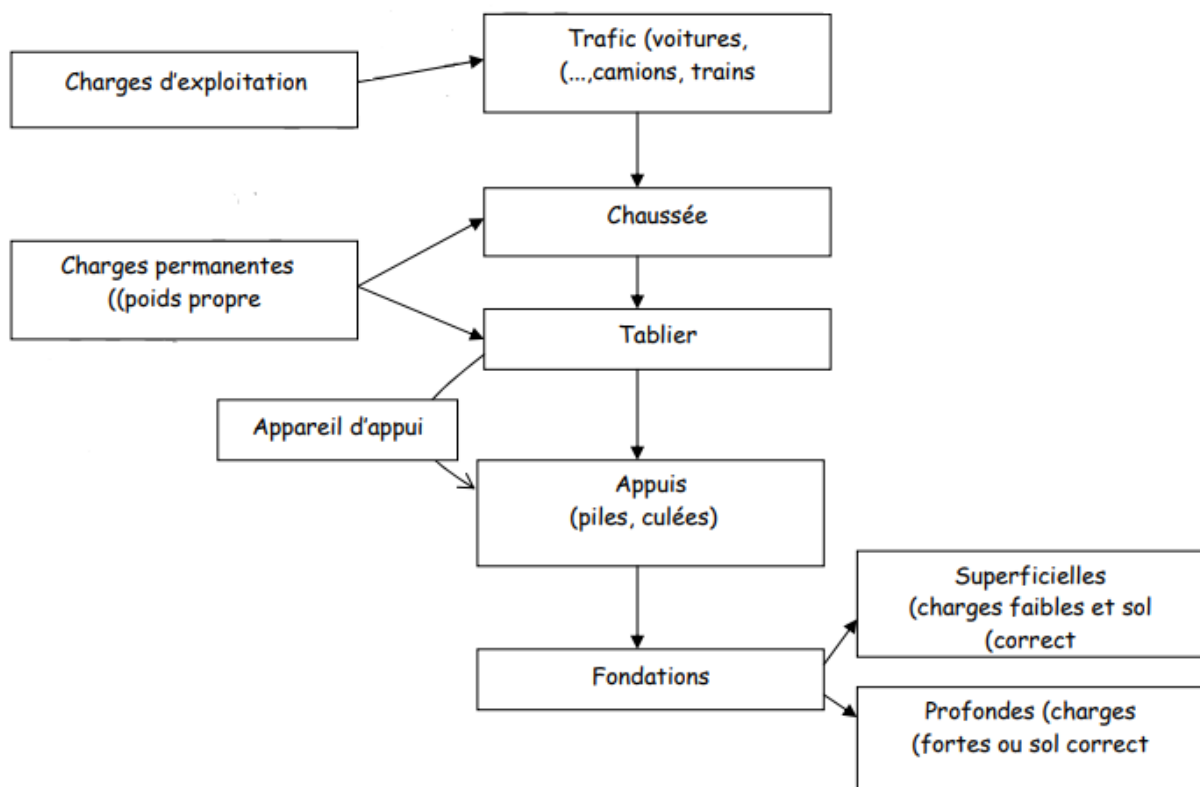 Trafic (voitures,
(...,camions, trains
Charges d'exploitation
Chaussée
Charges permanentes
((poids propre
Tablier
Appareil d'appui
Appuis
(piles, culées)
Superficielles
(charges faibles et sol
(correct
Fondations
Profondes (charges
(fortes ou sol correct